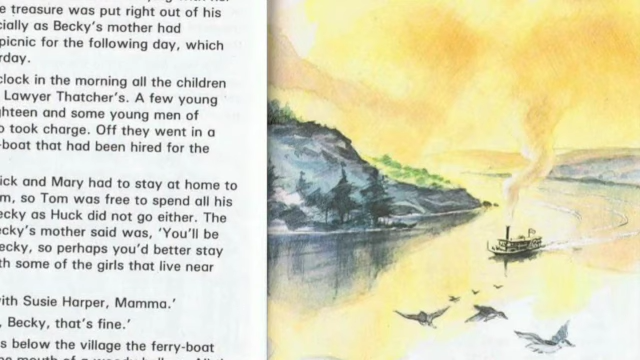 e treasure was put right out of his
cially as Becky's mother had
picnic for the following day, which
rday.
clock in the morning all the children
Lawyer Thatcher's. A few young
ghteen and some young men of
o took charge. Off they went in a
-boat that had been hired for the
ick and Mary had to stay at home to
m, so Tom was free to spend all his
ecky as Huck did not go either. The
ecky's mother said was, 'You'll be
ecky, so perhaps you'd better stay
th some of the girls that live near
with Susie Harper, Mamma.'
, Becky, that's fine.'
s below the village the ferry-boat